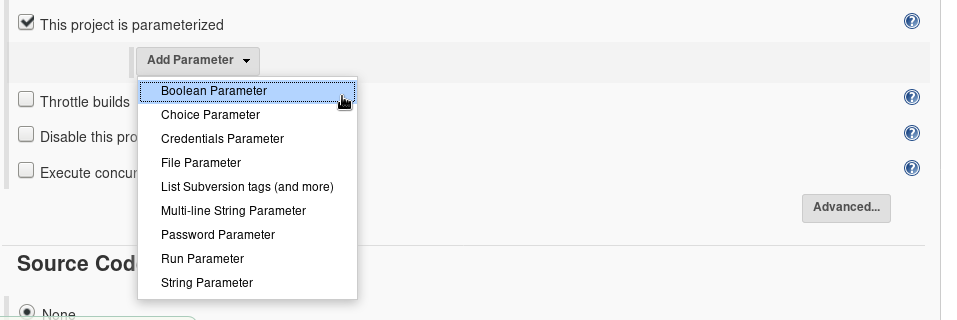 This project is parameterized
Add Parameter
Boolean Parameter
Throttle builds
Choice Parameter
Disable this pro
Credentials Parameter
File Parameter
Execute concur
List Subversion tags (and more)
Multi-line String Parameter
Advanced...
Password Parameter
Run Parameter
Source Cod
String Parameter
None